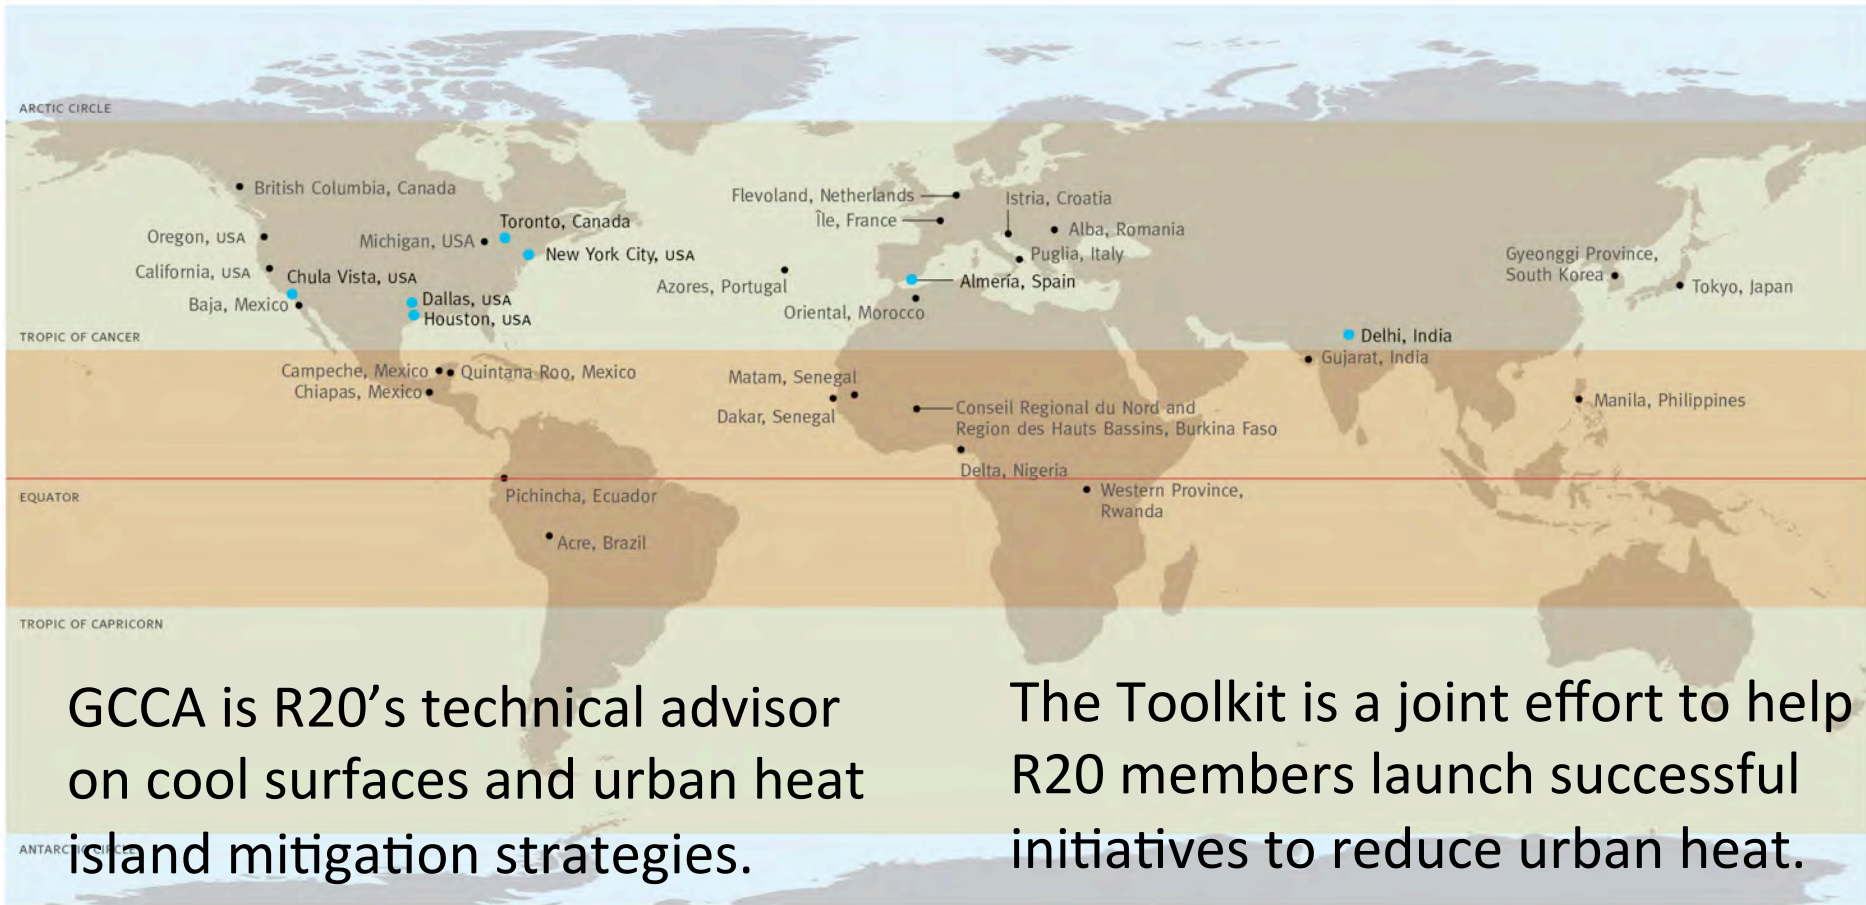 ARCTIC CIRCLE
British Columbia, Canada
Flevoland, Netherlands
Istria, Croatia
Île, France
Toronto, Canada
Alba, Romania
Oregon, USA
Michigan, USA
New York City, USA
Puglia, Italy
Gyeonggi Province,
South Korea
California, USA
Chula Vista, USA
Azores, Portugal
Almería, Spain
Tokyo, Japan
Baja, Mexico
Dallas, USA
Houston, USA
Oriental, Morocco
TROPIC OF CANCER
Delhi, India
Gujarat, India
Campeche, Mexico
Quintana Roo, Mexico
Chiapas, Mexico
Matam, Senegal
Dakar, Senegal
Conseil Regional du Nord and
Region des Hauts Bassins, Burkina Faso
Manila, Philippines
Delta, Nigeria
EQUATOR
Pichincha, Ecuador
Western Province,
Rwanda
Acre, Brazil
TROPIC OF CAPRICORN
GCCA is R20’s technical advisor
on cool surfaces and urban heat
island mitigation strategies.
The Toolkit is a joint effort to help
R20 members launch successful
initiatives to reduce urban heat.
ANTARCTIC CIRCLE